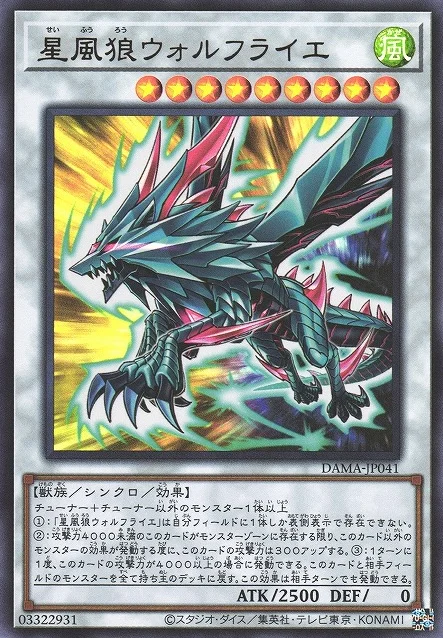 星風狼ウォルフライエ
風
DAMA-JP041
【獣族／シンクロ／効果】
チューナー＋チューナー以外のモンスター1体以上
①：「星風狼ウォルフライエ」は自分フィールドに1体しか表側表示で存在できない。
②：攻撃力4000未満のこのカードがモンスターゾーンに存在する限り、このカード以外の
モンスターの効果が発動する度に、このカードの攻撃力は300アップする。③：1ターンに
1度、このカードの攻撃力が4000以上の場合に発動できる。このカードと相手フィー
ルドのモンスターを全て持ち主のデッキに戻す。この効果は相手ターンでも発動できる。
ATK/2500 DEF/ 0
03322931 ©スタジオ・ダイス／集英社・テレビ東京・KONAMI